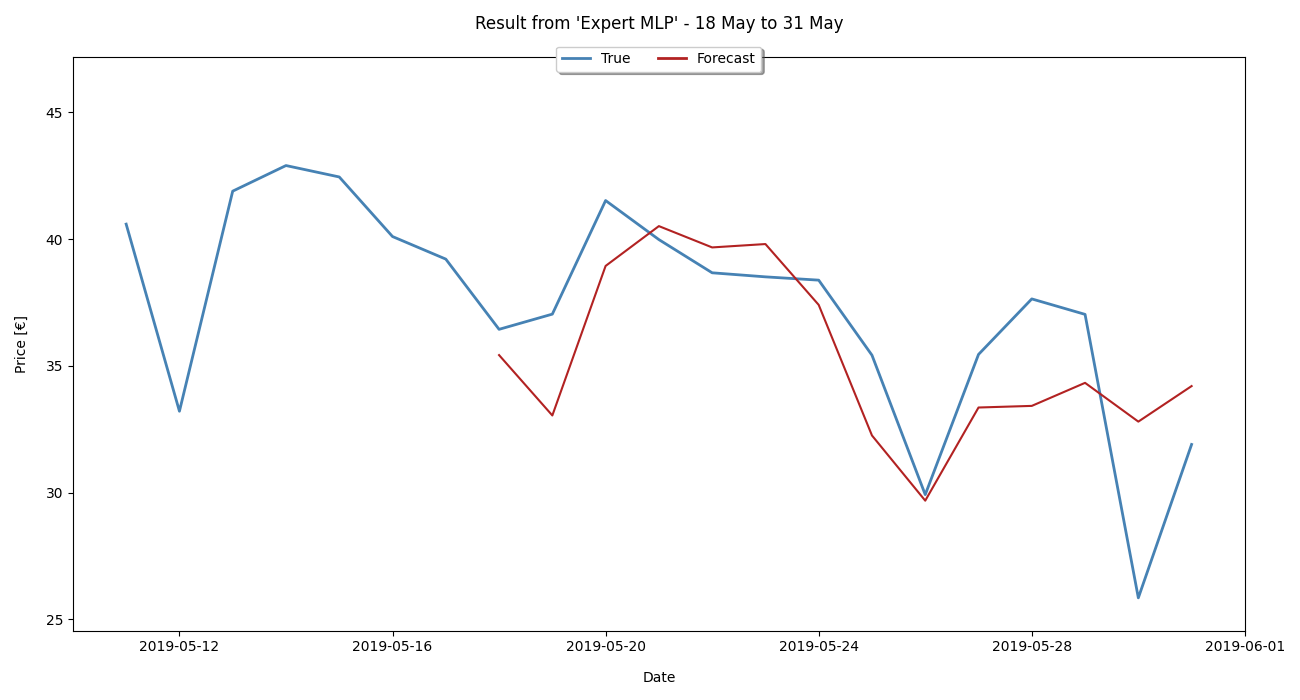 Result from 'Expert MLP' - 18 May to 31 May
True
Forecast
45
40
35
30
25
Price [€]
2019-05-12
2019-05-16
2019-05-20
2019-05-24
2019-05-28
2019-06-01
Date